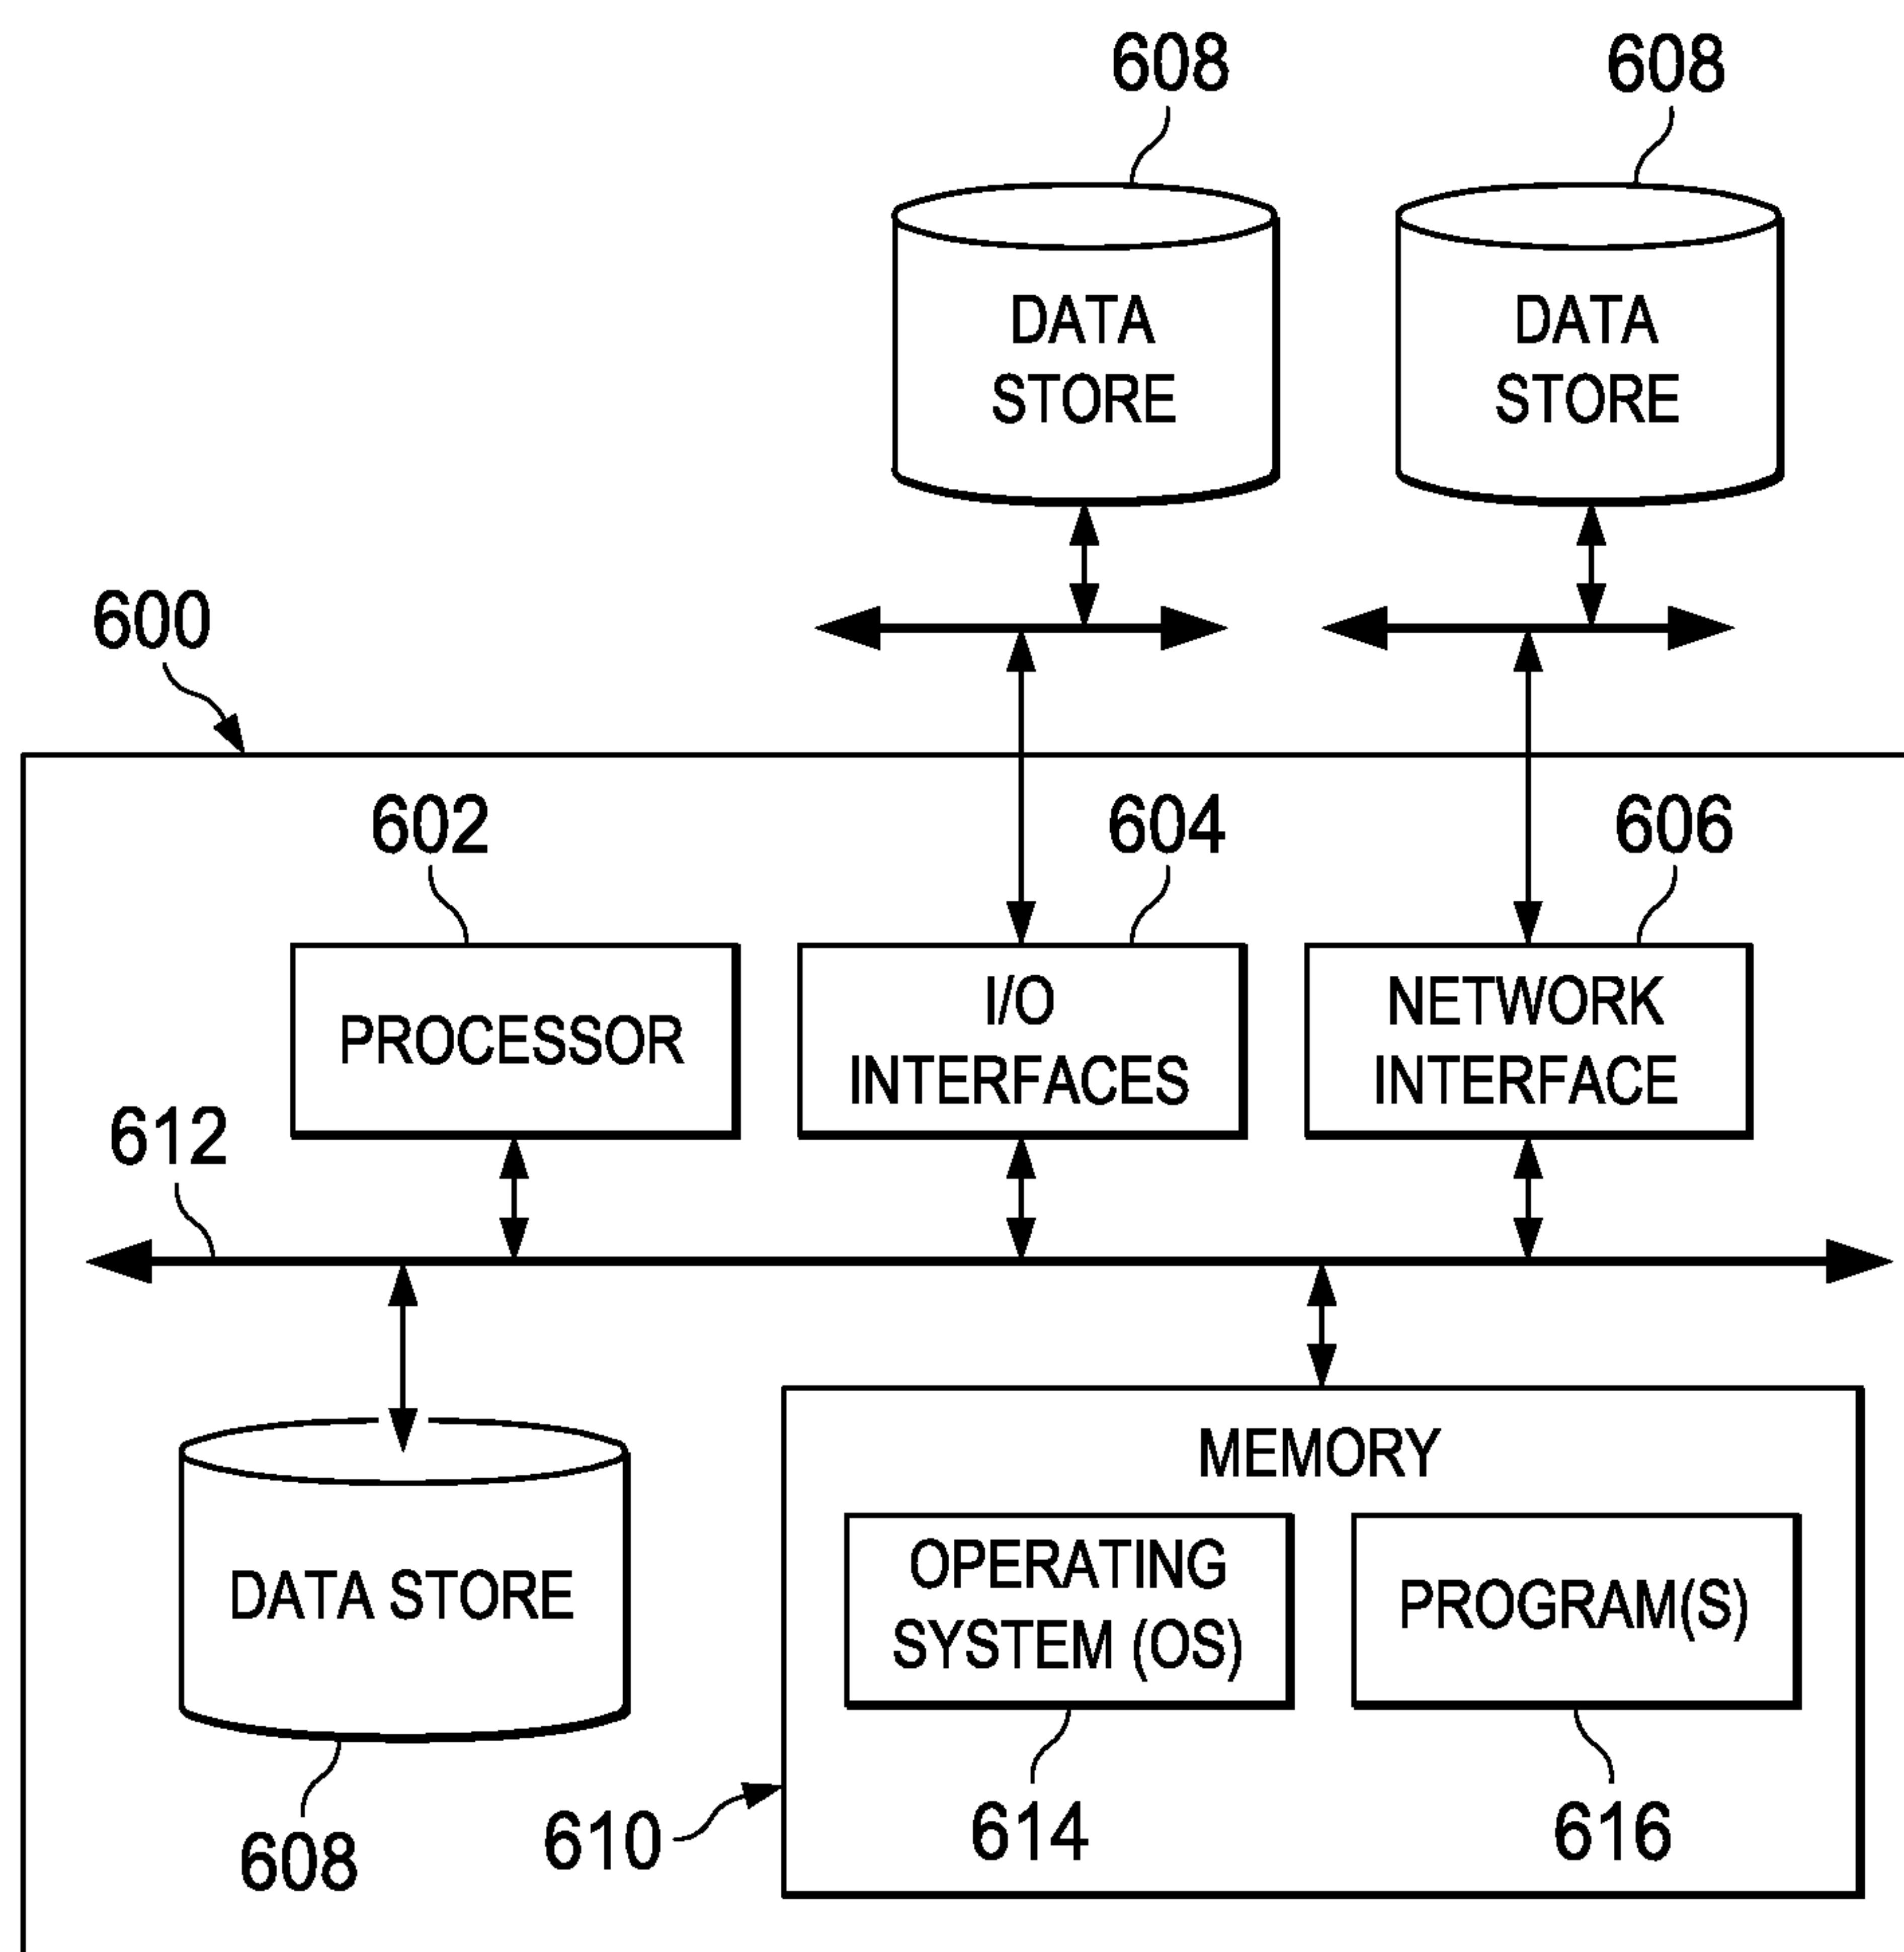 608
608
DATA
STORE
DATA
STORE
600
602
604
606
PROCESSOR
I/O
INTERFACES
NETWORK
INTERFACE
612
MEMORY
DATA STORE
OPERATING
SYSTEM (OS)
PROGRAM(S)
608
610
614
616